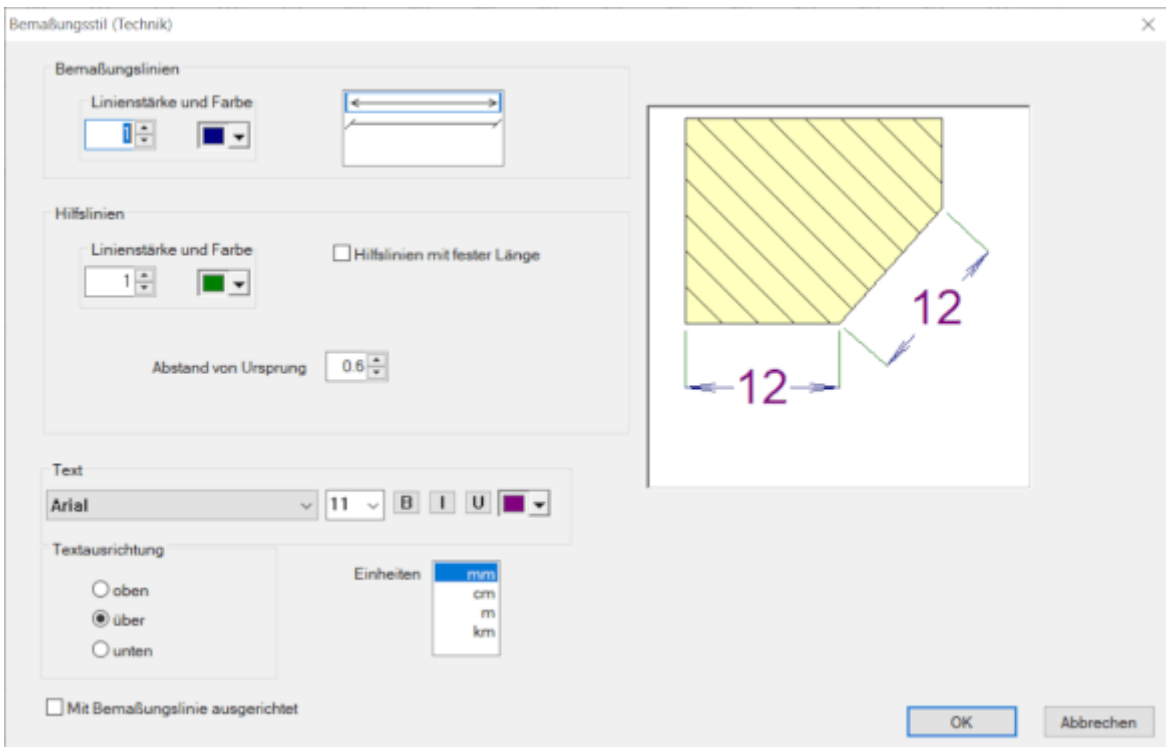 Bemaßungsstil (Technik)
Bemaßungslinien
Linienstärke und Farbe
1
Hilfslinien
Linienstärke und Farbe
Hilfslinien mit fester Länge
1
Abstand von Ursprung 0.6
12
12
Text
Arial 11 B I U
Textausrichtung
oben
über
unten
Einheiten
mm
cm
m
km
Mit Bemaßungslinie ausgerichtet
OK Abbrechen